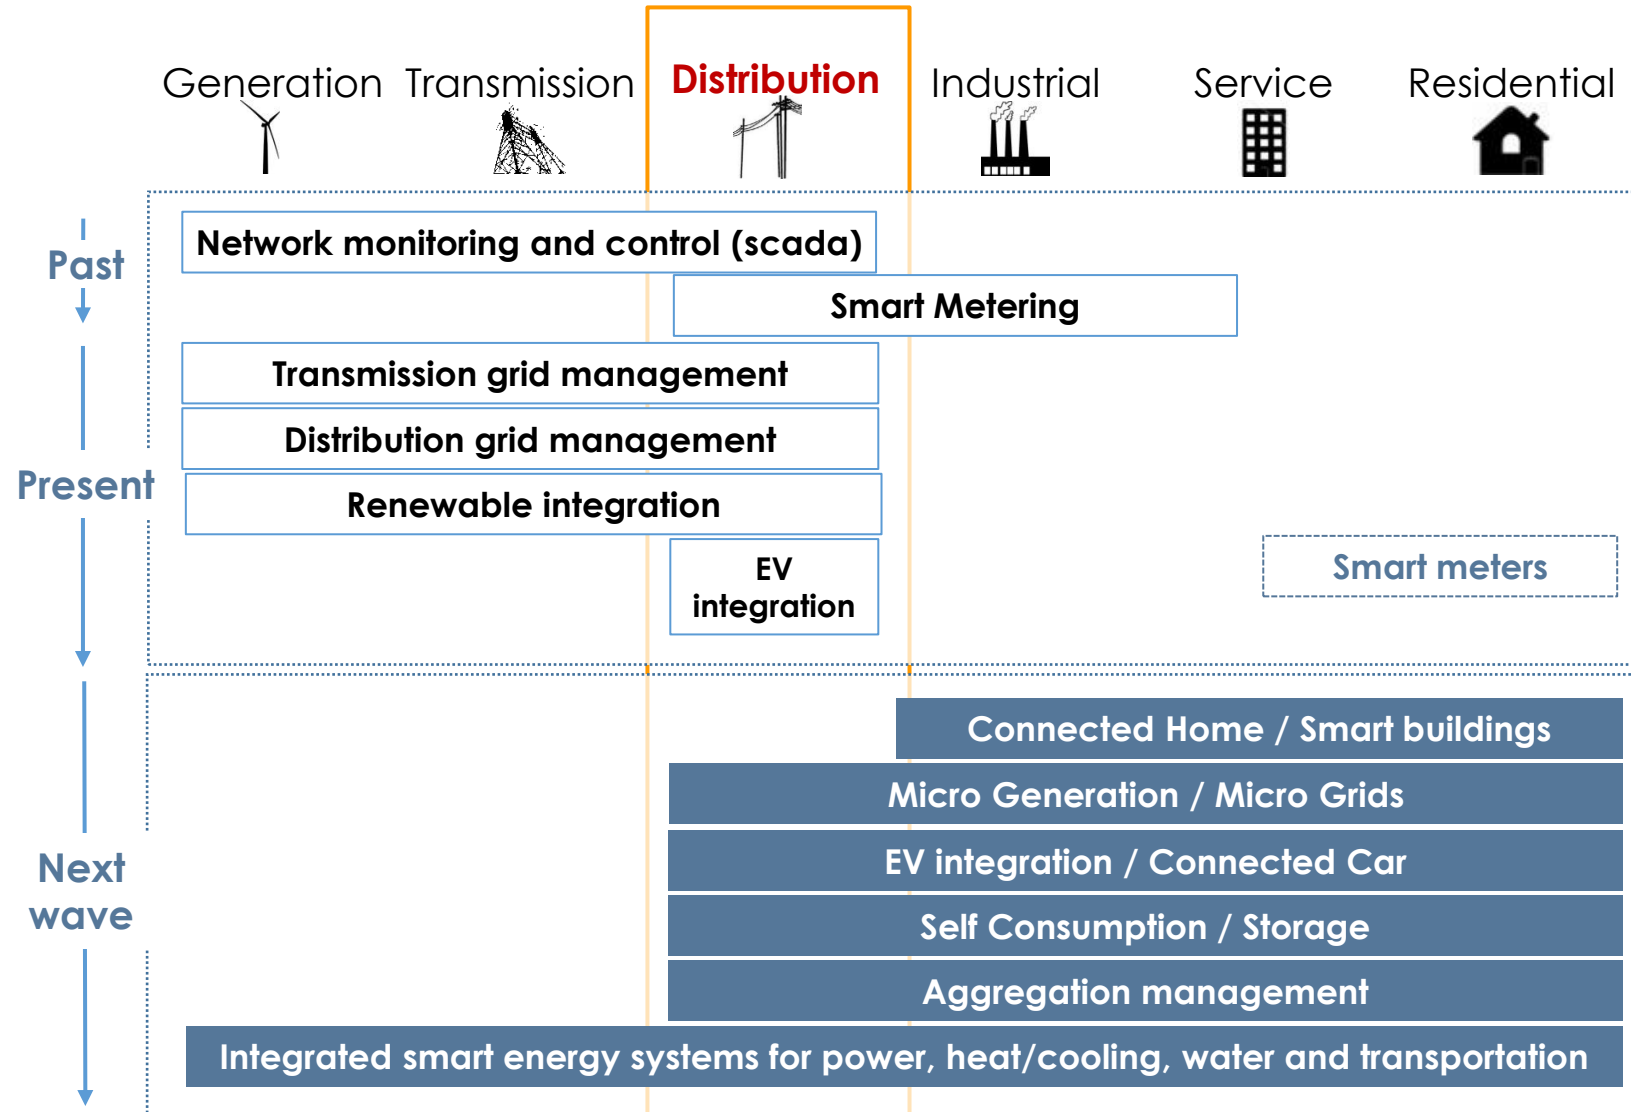 Generation
Transmission
Distribution
Industrial
Service
Residential
Past
Network monitoring and control (scada)
Smart Metering
Transmission grid management
Distribution grid management
Present
Renewable integration
EV
integration
Smart meters
Connected Home / Smart buildings
Micro Generation / Micro Grids
Next
wave
EV integration / Connected Car
Self Consumption / Storage
Aggregation management
Integrated smart energy systems for power, heat/cooling, water and transportation